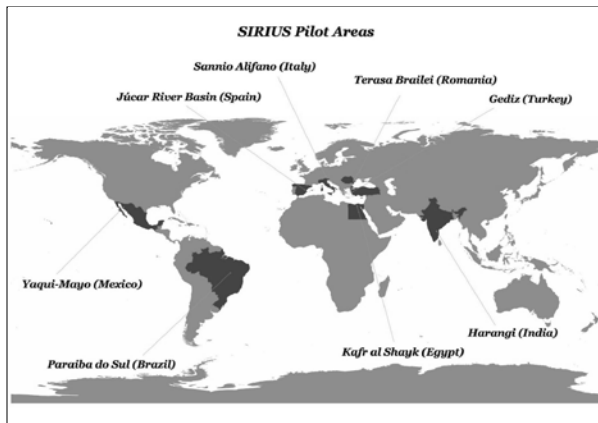 SIRIUS Pilot Areas
Sannio Alifano (Italy)
Terasa Brailei (Romania)
Júcar River Basin (Spain)
Gediz (Turkey)
Yaqui-Mayo (Mexico)
Harangi (India)
Kafr al Shayk (Egypt)
Paraiba do Sul (Brazil)